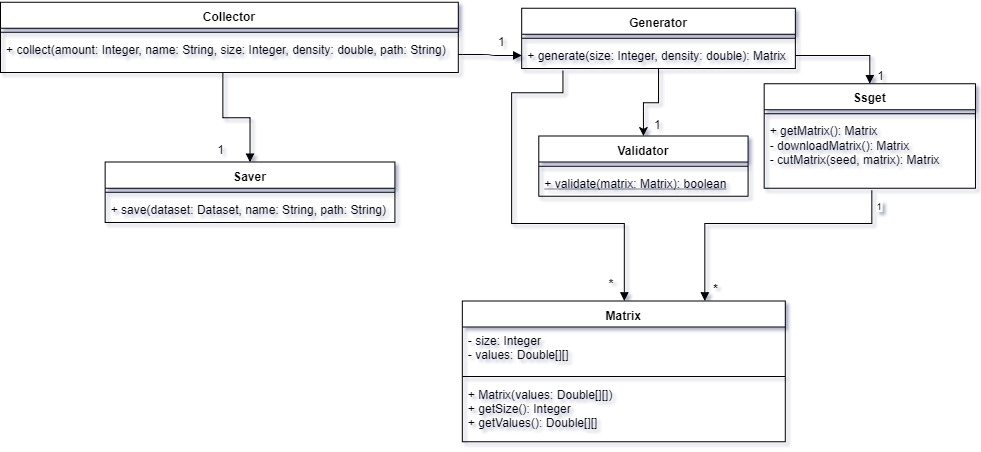 Collector
+ collect(amount: Integer, name: String, size: Integer, density: double, path: String)
1
Generator
+ generate(size: Integer, density: double): Matrix
1
Ssget
+ getMatrix(): Matrix
- downloadMatrix(): Matrix
- cutMatrix(seed, matrix): Matrix
1
Validator
+ validate(matrix: Matrix): boolean
1
Saver
+ save(dataset: Dataset, name: String, path: String)
1
*
*
Matrix
- size: Integer
- values: Double[][]
+ Matrix(values: Double[][])
+ getSize(): Integer
+ getValues(): Double[][]